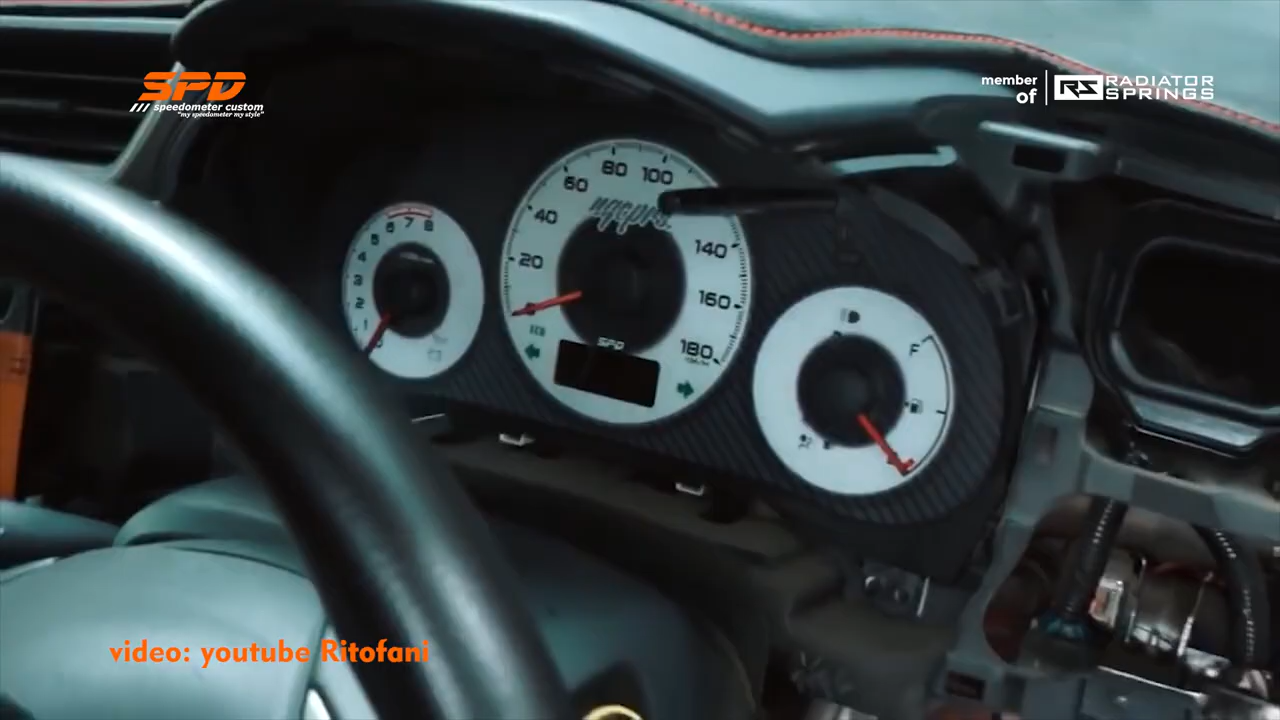 SPD
/// speedometer custom
"my speedometer my style"
member
of
RS
RADIATOR
SPRINGS
1
2
3
4
5
6
7
8
20
40
60
80
100
140
160
180
ECO
SPD
F
video: youtube Ritofani